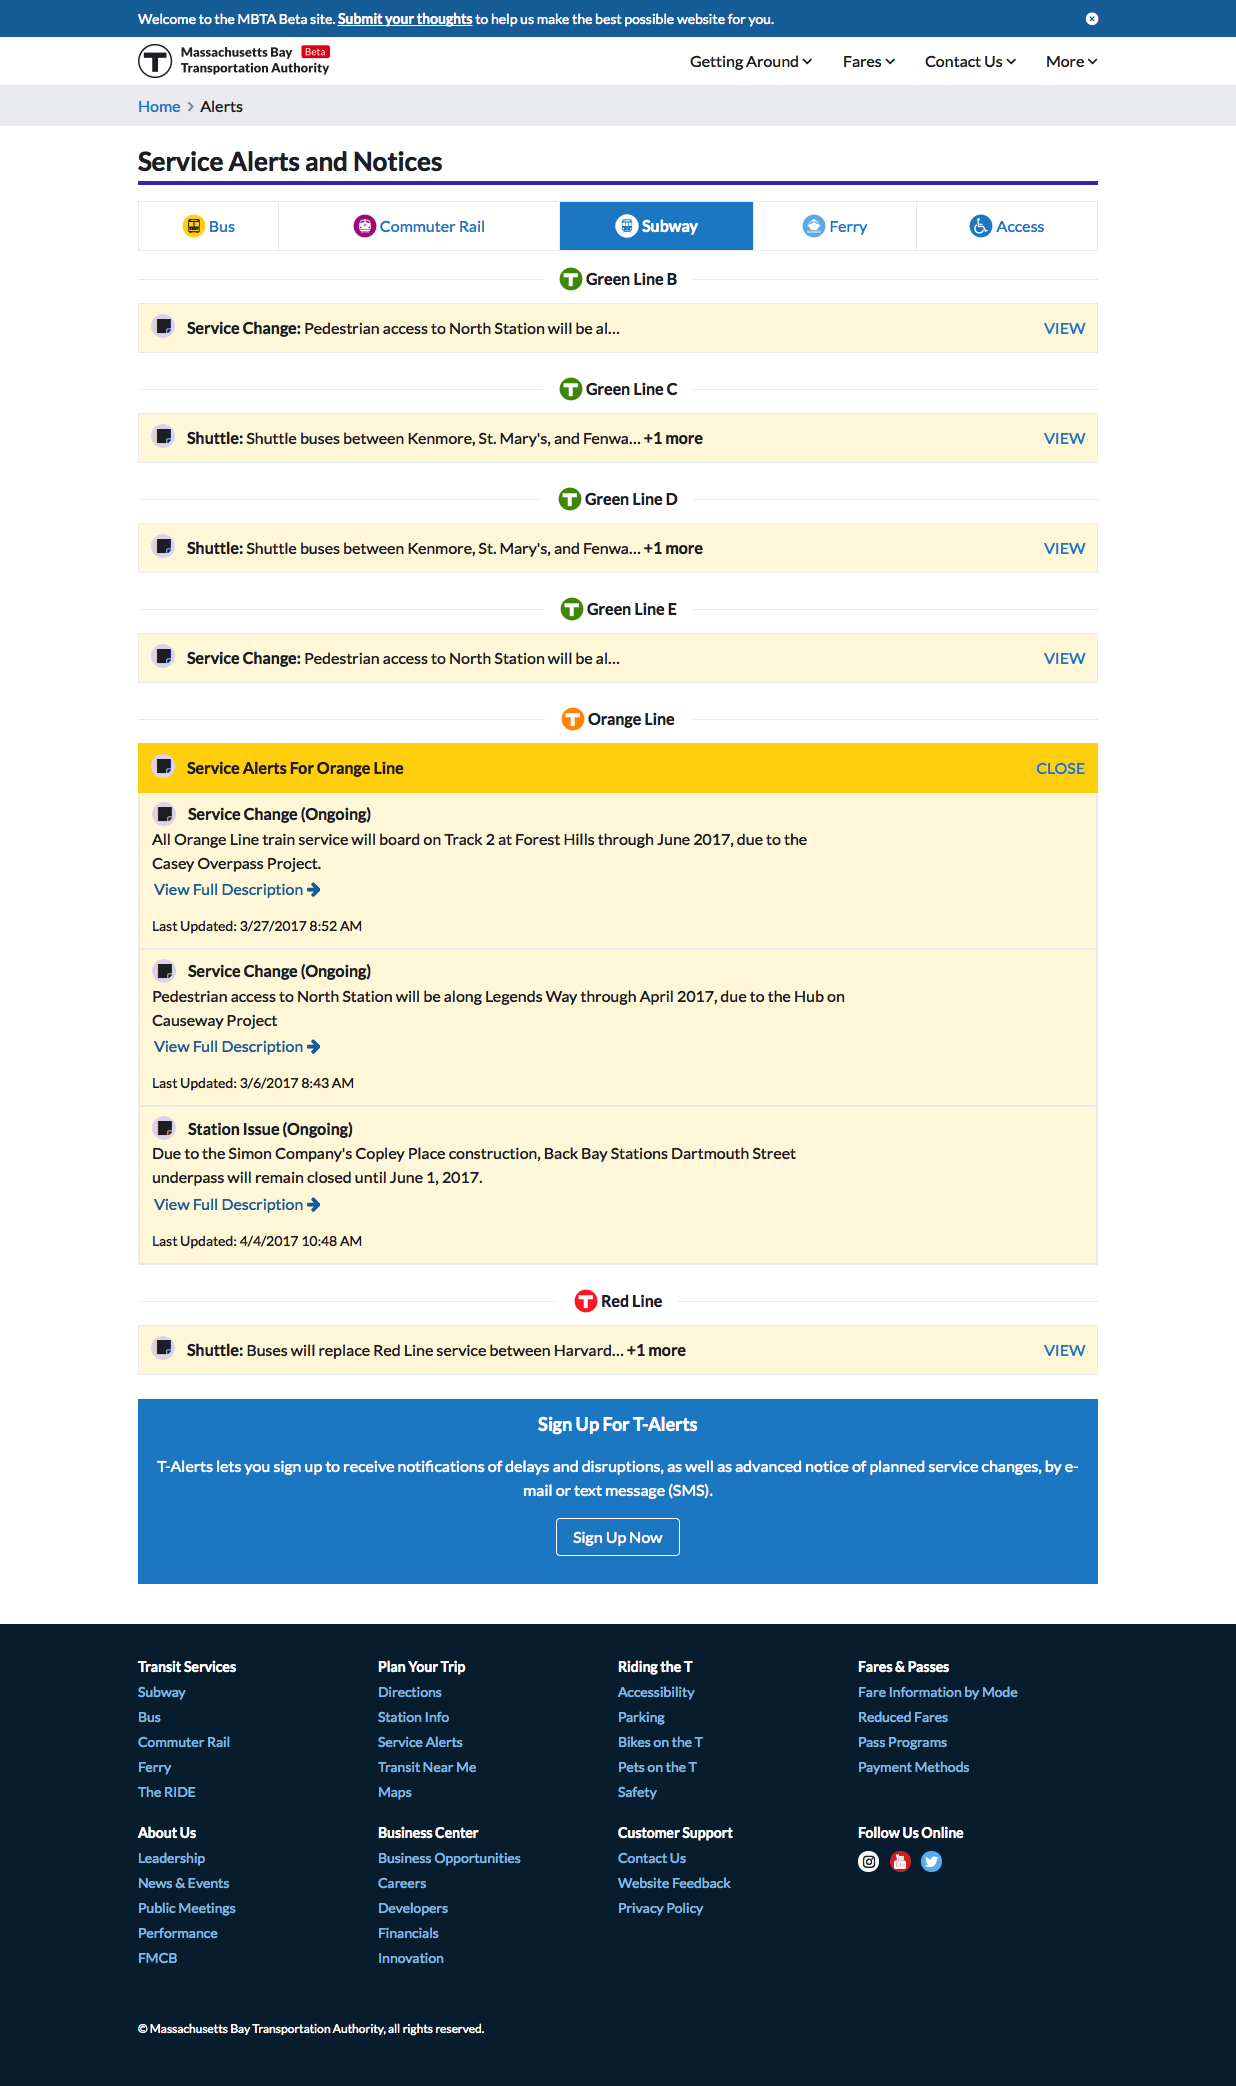 Welcome to the MBTA Beta site. Submit your thoughts to help us make the best possible website for you.
Massachusetts Bay Beta
Transportation Authority
Getting Around Fares Contact Us More
Home > Alerts
Service Alerts and Notices
Bus Commuter Rail Subway Ferry Access
T Green Line B
Service Change: Pedestrian access to North Station will be al... VIEW
T Green Line C
Shuttle: Shuttle buses between Kenmore, St. Mary's, and Fenwa... +1 more VIEW
T Green Line D
Shuttle: Shuttle buses between Kenmore, St. Mary's, and Fenwa... +1 more VIEW
T Green Line E
Service Change: Pedestrian access to North Station will be al... VIEW
T Orange Line
Service Alerts For Orange Line CLOSE
Service Change (Ongoing)
All Orange Line train service will board on Track 2 at Forest Hills through June 2017, due to the
Casey Overpass Project.
View Full Description
Last Updated: 3/27/2017 8:52 AM
Service Change (Ongoing)
Pedestrian access to North Station will be along Legends Way through April 2017, due to the Hub on
Causeway Project
View Full Description
Last Updated: 3/6/2017 8:43 AM
Station Issue (Ongoing)
Due to the Simon Company's Copley Place construction, Back Bay Stations Dartmouth Street
underpass will remain closed until June 1, 2017.
View Full Description
Last Updated: 4/4/2017 10:48 AM
T Red Line
Shuttle: Buses will replace Red Line service between Harvard... +1 more VIEW
Sign Up For T-Alerts
T-Alerts lets you sign up to receive notifications of delays and disruptions, as well as advanced notice of planned service changes, by e-
mail or text message (SMS).
Sign Up Now
Transit Services
Subway
Bus
Commuter Rail
Ferry
The RIDE
Plan Your Trip
Directions
Station Info
Service Alerts
Transit Near Me
Maps
Riding the T
Accessibility
Parking
Bikes on the T
Pets on the T
Safety
Fares & Passes
Fare Information by Mode
Reduced Fares
Pass Programs
Payment Methods
About Us
Leadership
News & Events
Public Meetings
Performance
FMCB
Business Center
Business Opportunities
Careers
Developers
Financials
Innovation
Customer Support
Contact Us
Website Feedback
Privacy Policy
Follow Us Online
© Massachusetts Bay Transportation Authority, all rights reserved.